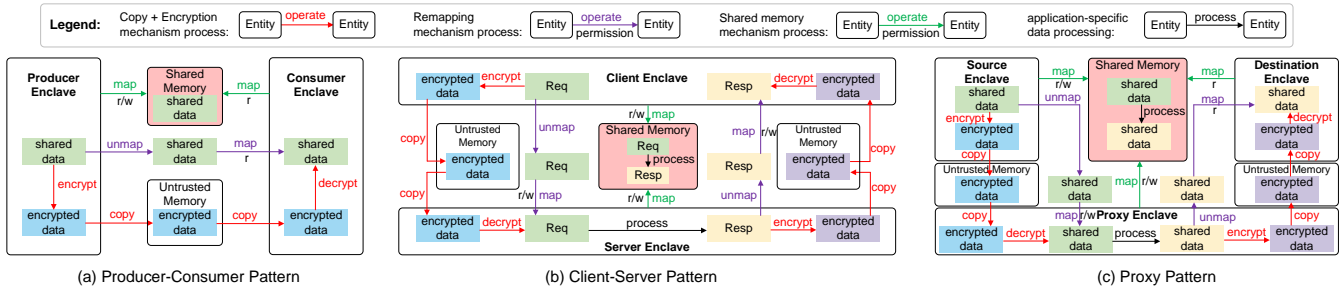 Legend:
Copy + Encryption
mechanism process:
Entity
operate
Entity
Remapping
mechanism process:
Entity
operate
permission
Entity
Shared memory
mechanism process:
Entity
operate
permission
Entity
application-specific
data processing:
Entity
process
Entity
Producer
Enclave
map
r/w
Shared
Memory
shared
data
map
r
Consumer
Enclave
shared
data
unmap
shared
data
map
r
shared
data
encrypt
Untrusted
Memory
decrypt
encrypted
data
copy
encrypted
data
copy
encrypted
data
(a) Producer-Consumer Pattern
encrypted
data
encrypt
Req
Client Enclave
Resp
decrypt
encrypted
data
copy
Untrusted
Memory
encrypted
data
unmap
r/w
map
Shared Memory
Req
process
Resp
map
r/w
Untrusted
Memory
encrypted
data
copy
Req
Resp
copy
map
r/w
r/w
map
unmap
copy
encrypted
data
decrypt
Req
process
Resp
encrypt
encrypted
data
Server Enclave
(b) Client-Server Pattern
Source
Enclave
map
r/w
Shared Memory
map
r
Destination
Enclave
shared
data
unmap
shared
data
process
shared
data
map
r
shared
data
encrypt
encrypted
data
decrypt
encrypted
data
copy
copy
Untrusted Memory
encrypted
data
shared
data
map
r/w
shared
data
Untrusted Memory
encrypted
data
copy
map
r/w
Proxy Enclave
unmap
copy
encrypted
data
decrypt
shared
data
process
shared
data
encrypt
encrypted
data
(c) Proxy Pattern